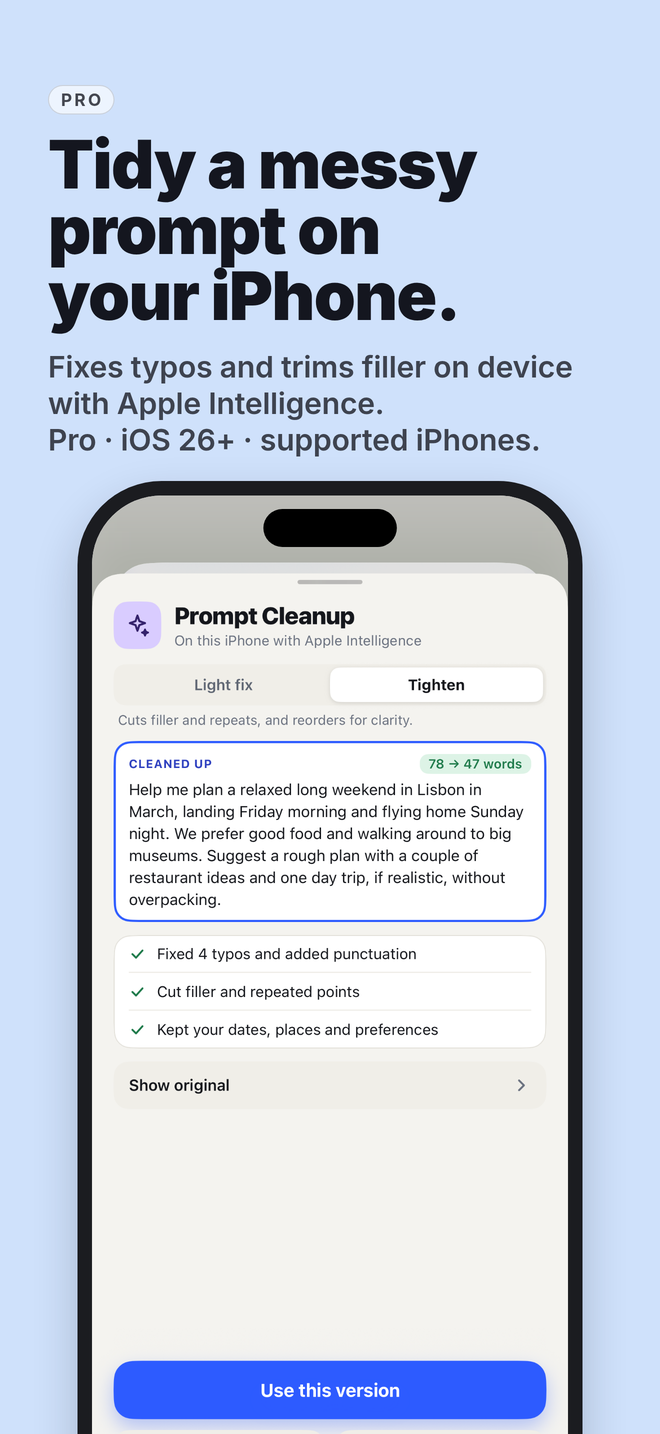 PRO
Tidy a messy
prompt on
your iPhone.
Fixes typos and trims filler on device
with Apple Intelligence.
Pro · iOS 26+ · supported iPhones.
Prompt Cleanup
On this iPhone with Apple Intelligence
Light fix
Tighten
Cuts filler and repeats, and reorders for clarity.
CLEANED UP
78 → 47 words
Help me plan a relaxed long weekend in Lisbon in
March, landing Friday morning and flying home Sunday
night. We prefer good food and walking around to big
museums. Suggest a rough plan with a couple of
restaurant ideas and one day trip, if realistic, without
overpacking.
Fixed 4 typos and added punctuation
Cut filler and repeated points
Kept your dates, places and preferences
Show original
Use this version